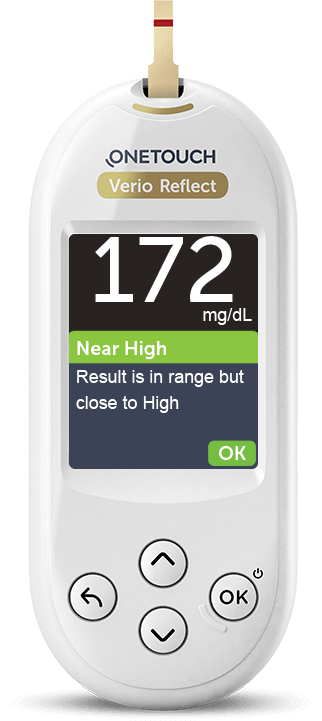 ONETOUCH
Verio Reflect
172
mg/dL
Near High
Result is in range but
close to High
OK
OK